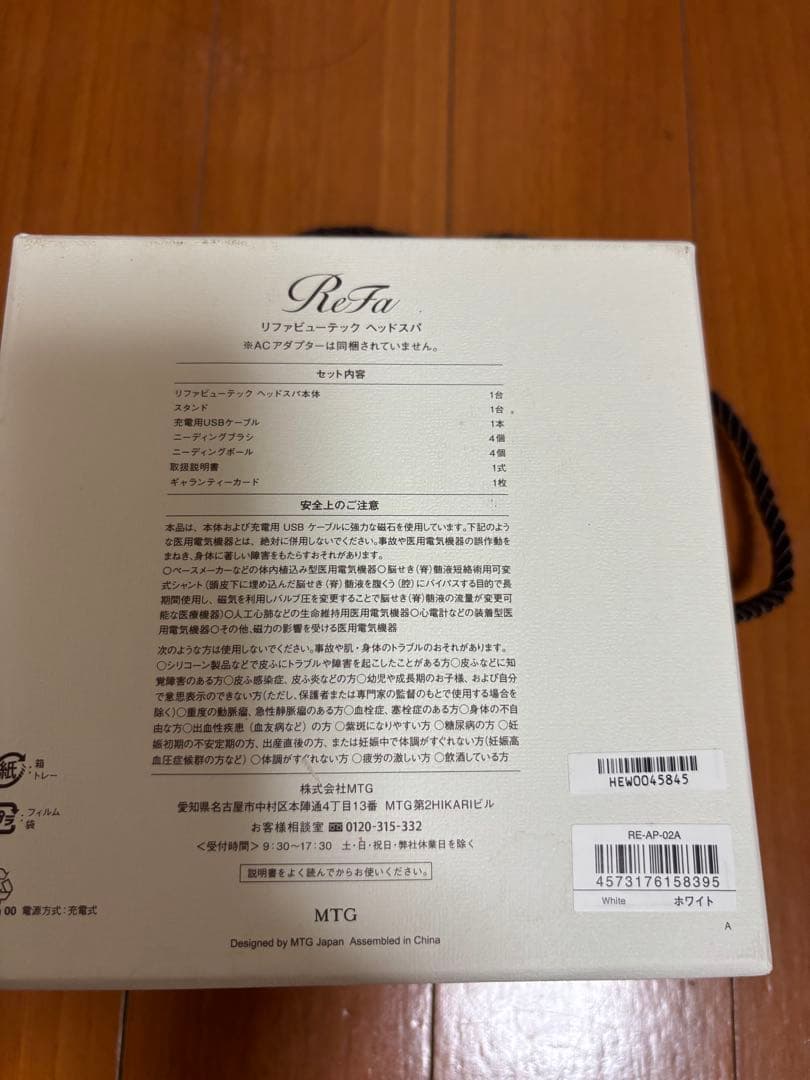 ReFa
リファビューテック ヘッドスパ
※ACアダプターは同梱されていません。
セット内容
リファビューテック ヘッドスパ本体 1台
スタンド 1台
充電用USBケーブル 1本
ニーディングブラシ 4個
ニーディングボール 4個
取扱説明書 1式
ギャランティーカード 1枚
安全上のご注意
本品は、本体および充電用 USB ケーブルに強力な磁石を使用しています。下記のよう
な医用電気機器とは、絶対に併用しないでください。事故や医用電気機器の誤作動を
まねき、身体に著しい障害をもたらすおそれがあります。
○ペースメーカーなどの体内植込み型医用電気機器○脳せき(脊)髄液短絡術用可変
式シャント(頭皮下に埋め込んだ脳せき(脊)髄液を腹くう(腔)にバイパスする目的で長
期間使用し、磁気を利用しバルブ圧を変更することで脳せき(脊)髄液の流量が変更可
能な医療機器)○人工心肺などの生命維持用医用電気機器○心電計などの装着型医
用電気機器○その他、磁力の影響を受ける医用電気機器
次のような方は使用しないでください。事故や肌・身体のトラブルのおそれがあります。
○シリコーン製品などで皮ふにトラブルや障害を起こしたことがある方○皮ふなどに知
覚障害のある方○皮ふ感染症、皮ふ炎などの方○幼児や成長期のお子様、および自分
で意思表示のできない方(ただし、保護者または専門家の監督のもとで使用する場合を
除く)○重度の動脈瘤、急性静脈瘤のある方○血栓症、塞栓症のある方○身体の不自
由な方○出血性疾患(血友病など)の方○紫斑になりやすい方○糖尿病の方○妊
娠初期の不安定期の方、出産直後の方、または妊娠中で体調がすぐれない方(妊娠高
血圧症候群の方など)○体調がすぐれない方○疲労の激しい方○飲酒している方
株式会社MTG
愛知県名古屋市中村区本陣通4丁目13番 MTG第2HIKARIビル
お客様相談室 0120-315-332
<受付時間> 9:30~17:30 土・日・祝日・弊社休業日を除く
説明書をよく読んでからお使いください。
MTG
Designed by MTG Japan Assembled in China
紙 : 箱
トレー
プラ : フィルム
袋
00 電源方式:充電式
HEW0045845
RE-AP-02A
4573176158395
White ホワイト
A